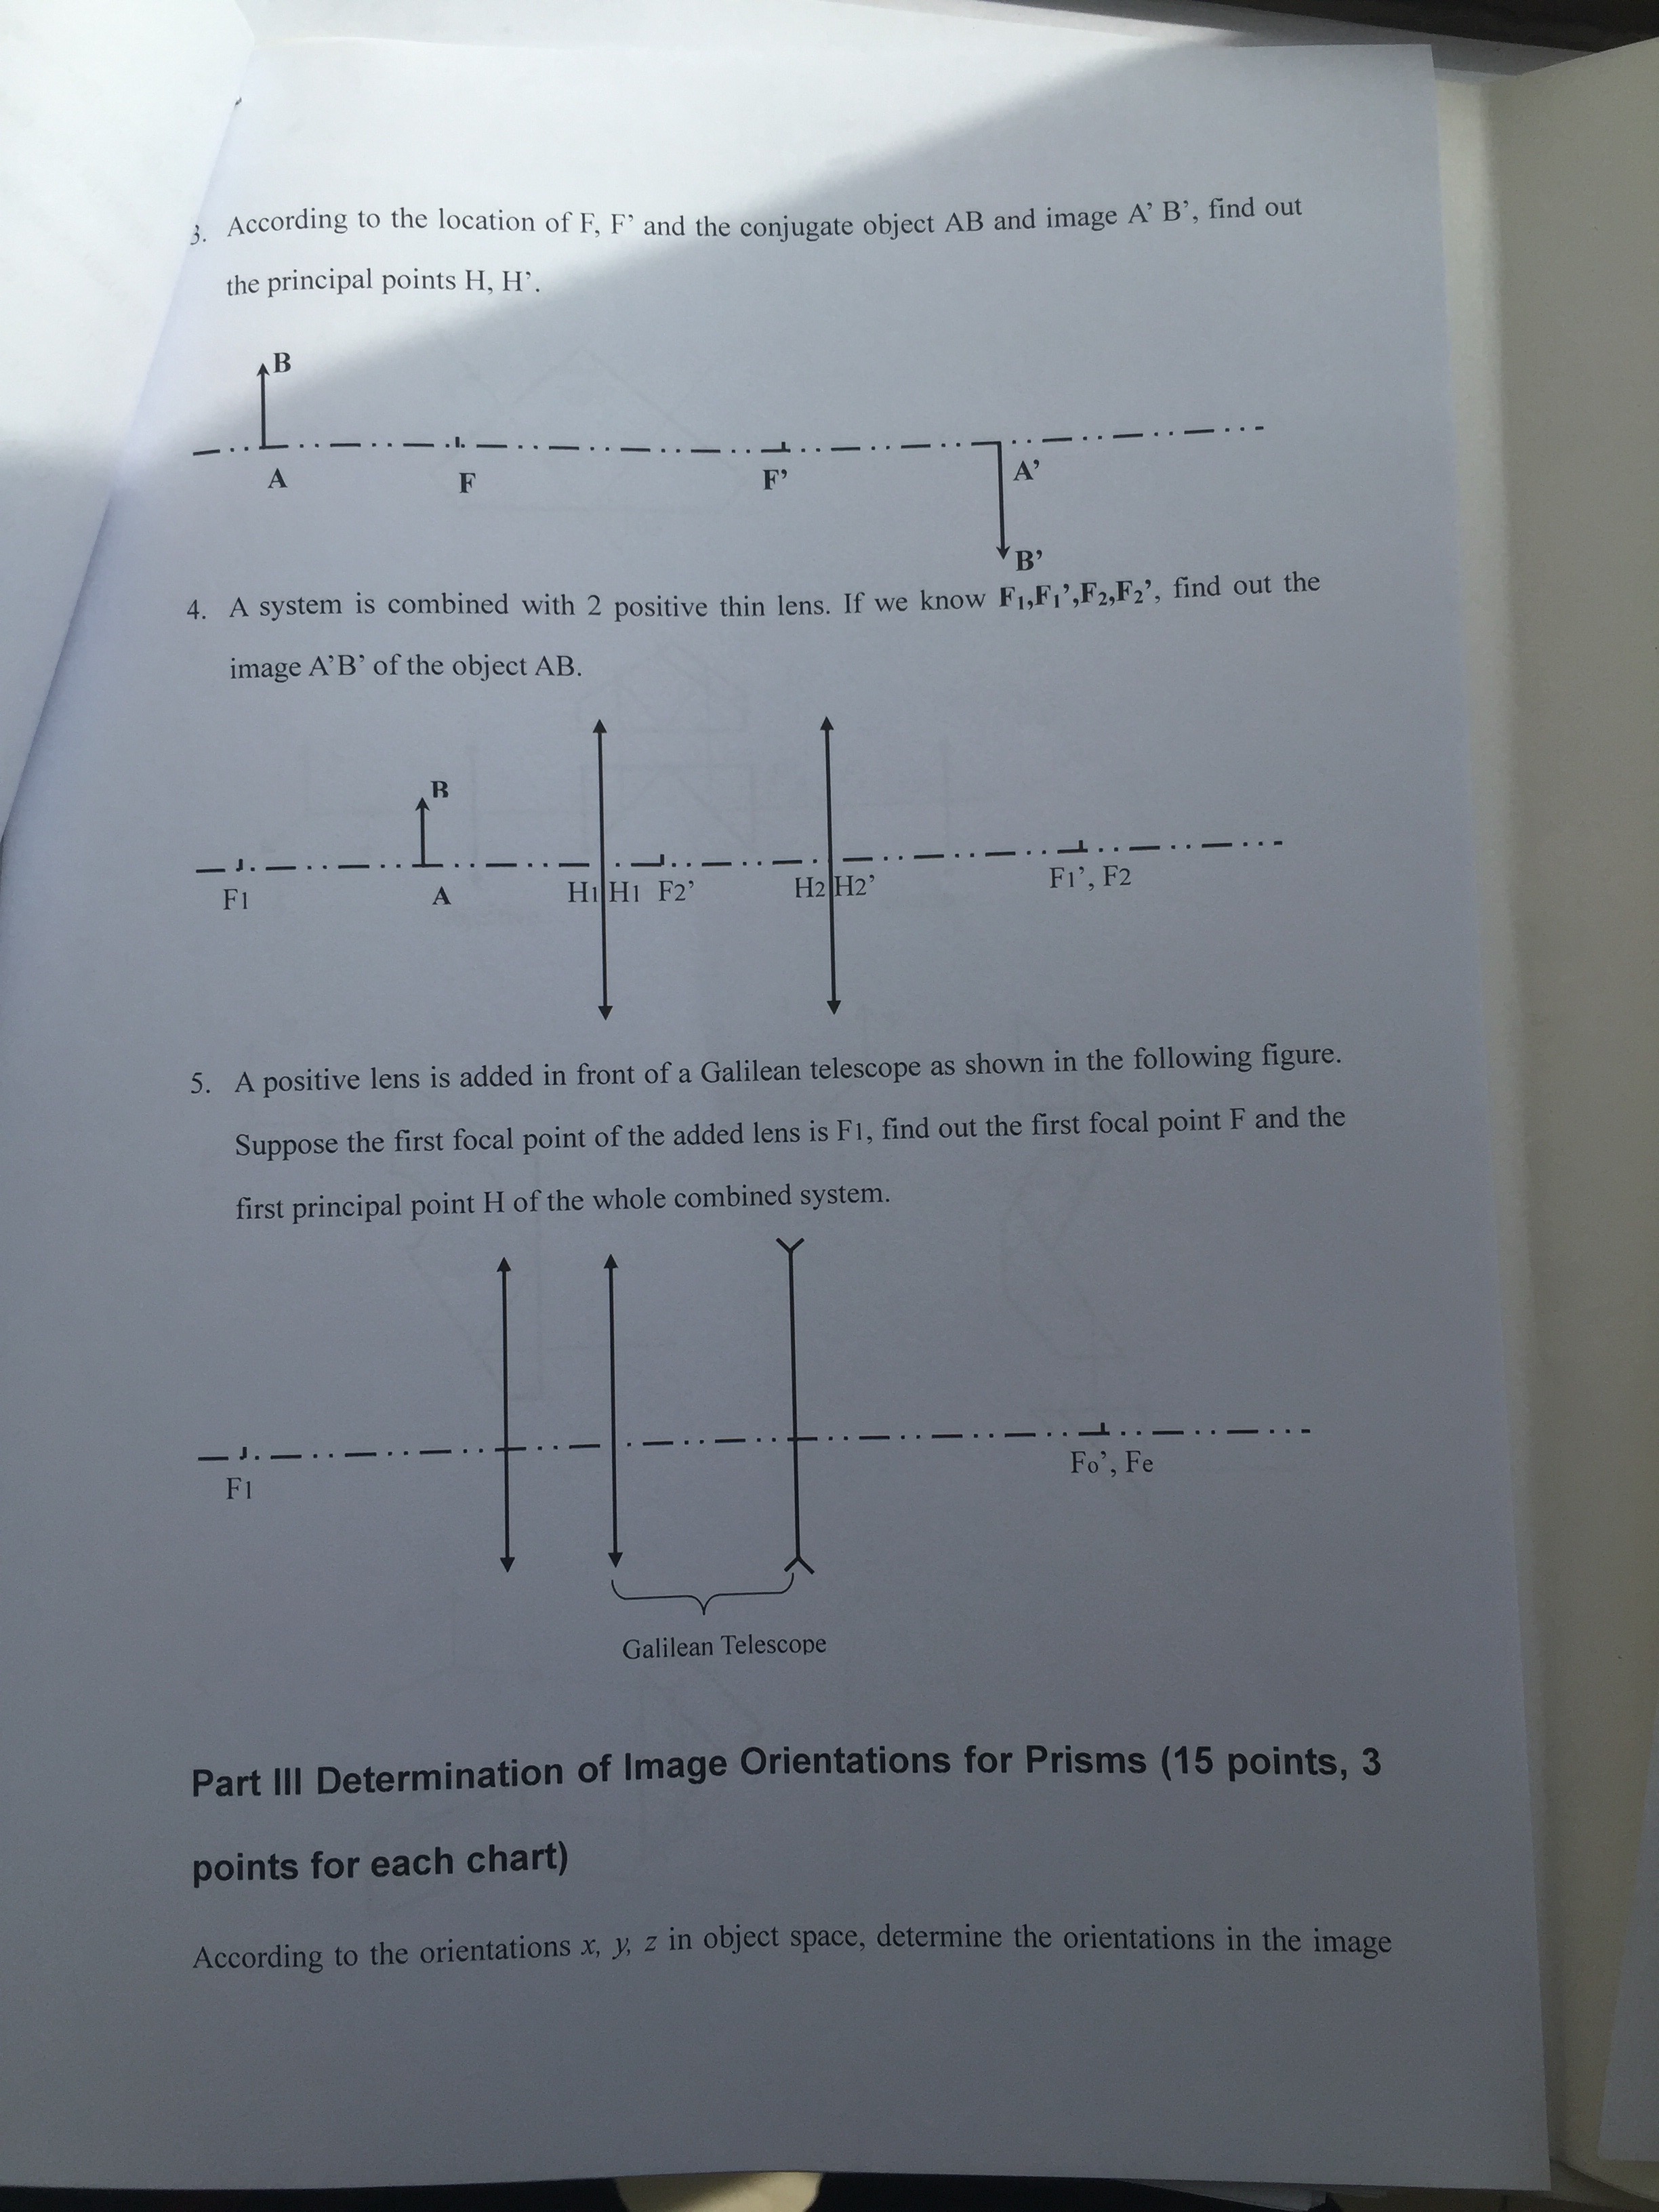 3. According to the location of F, F’ and the conjugate object AB and image A’ B’, find out
the principal points H, H’.
B
A F F’ A’
B’
4. A system is combined with 2 positive thin lens. If we know F1,F1’,F2,F2’, find out the
image A’B’ of the object AB.
B
F1 A H1 H1 F2’ H2 H2’ F1’, F2
5. A positive lens is added in front of a Galilean telescope as shown in the following figure.
Suppose the first focal point of the added lens is F1, find out the first focal point F and the
first principal point H of the whole combined system.
F1 Fo’, Fe
Galilean Telescope
Part III Determination of Image Orientations for Prisms (15 points, 3
points for each chart)
According to the orientations x, y, z in object space, determine the orientations in the image